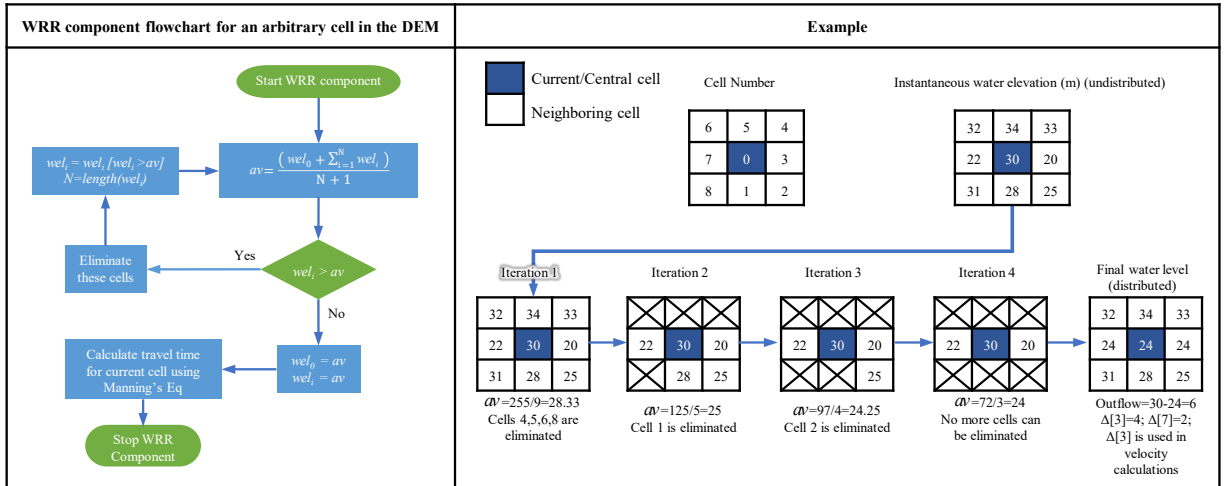 WRR component flowchart for an arbitrary cell in the DEM
Start WRR component
wel_i = wel_i [wel_i >av]
N=length(wel_i)
av= ( wel_0 + ∑_{i=1}^{N} wel_i ) / N + 1
Eliminate
these cells
Yes
wel_i > av
No
Calculate travel time
for current cell using
Manning's Eq
wel_0 = av
wel_i = av
Stop WRR
Component
Example
Current/Central cell
Neighboring cell
Cell Number
6 5 4
7 0 3
8 1 2
Instantaneous water elevation (m) (undistributed)
32 34 33
22 30 20
31 28 25
Iteration 1
32 34 33
22 30 20
31 28 25
av=255/9=28.33
Cells 4,5,6,8 are
eliminated
Iteration 2
22 30 20
28 25
av=125/5=25
Cell 1 is eliminated
Iteration 3
22 30 20
25
av=97/4=24.25
Cell 2 is eliminated
Iteration 4
22 30 20
av=72/3=24
No more cells can
be eliminated
Final water level
(distributed)
32 34 33
24 24 24
31 28 25
Outflow=30-24=6
Δ[3]=4; Δ[7]=2;
Δ[3] is used in
velocity
calculations